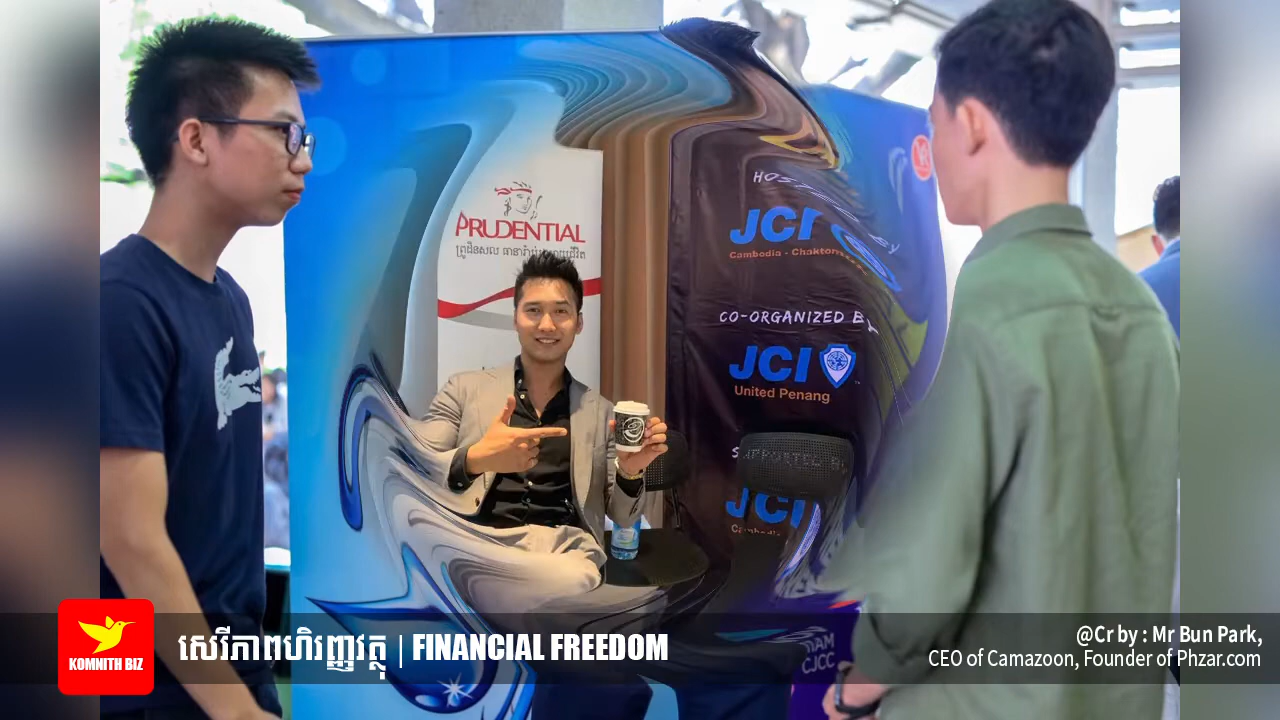 PRUDENTIAL
HOSTED BY
JCI
Cambodia - Chaktomuk
CO-ORGANIZED BY
JCI
United Penang
SUPPORTED BY
JCI
Cambodia
CJCC
KOMNITH BIZ
សេរីភាពហិរញ្ញវត្ថុ | FINANCIAL FREEDOM
@Cr by : Mr Bun Park,
CEO of Camazoon, Founder of Phzar.com